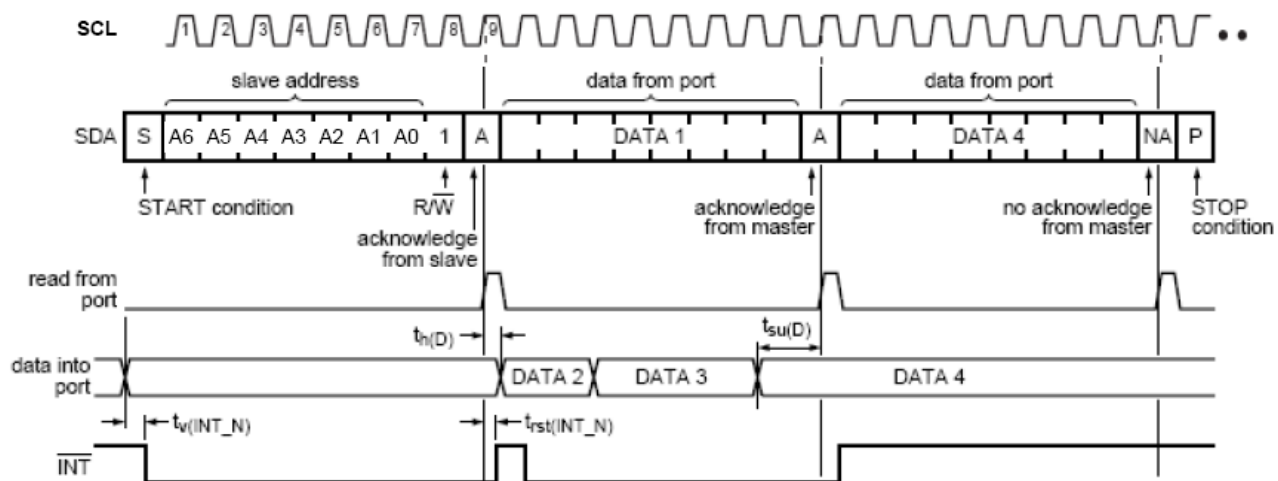 SCL 1 2 3 4 5 6 7 8 9
slave address data from port data from port
SDA S A6 A5 A4 A3 A2 A1 A0 1 A DATA 1 A DATA 4 NA P
START condition R/W acknowledge from slave acknowledge from master no acknowledge from master STOP condition
read from port
th(D) tsu(D)
data into port DATA 2 DATA 3 DATA 4
tv(INT_N) trst(INT_N)
INT